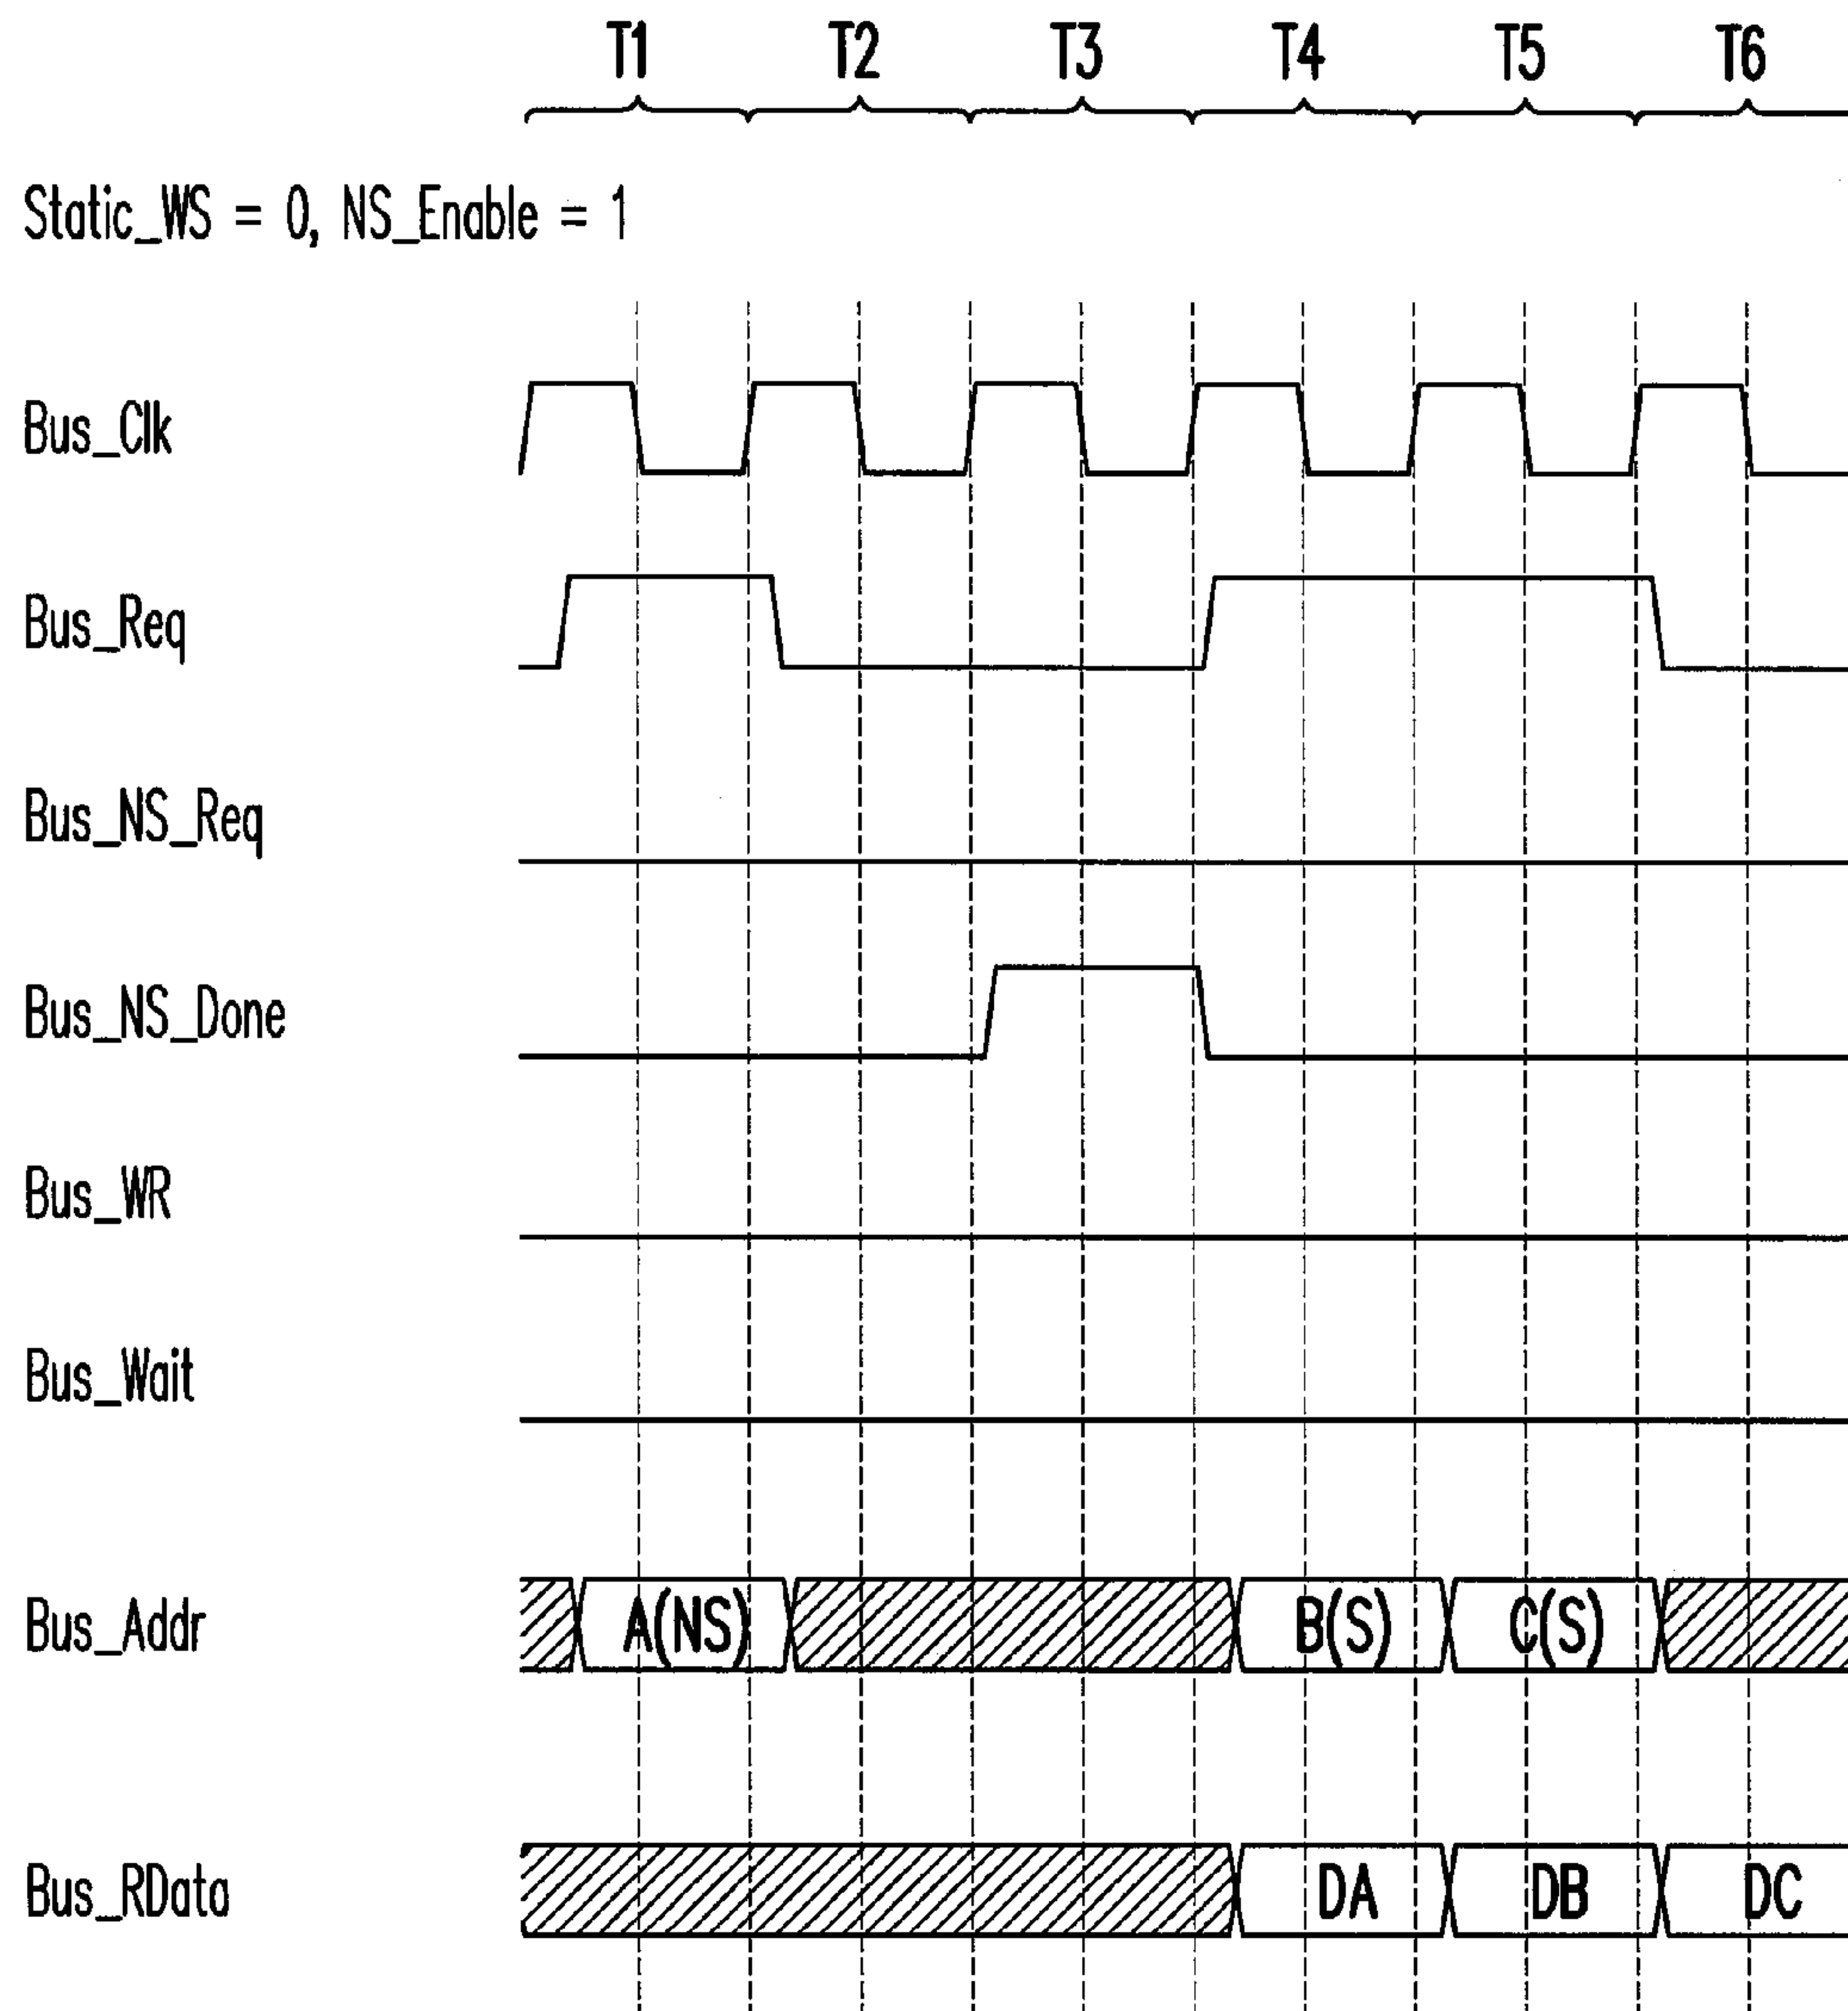 T1 T2 T3 T4 T5 T6
Static_WS = 0, NS_Enable = 1
Bus_Clk
Bus_Req
Bus_NS_Req
Bus_NS_Done
Bus_WR
Bus_Wait
Bus_Addr A(NS) B(S) C(S)
Bus_RData DA DB DC